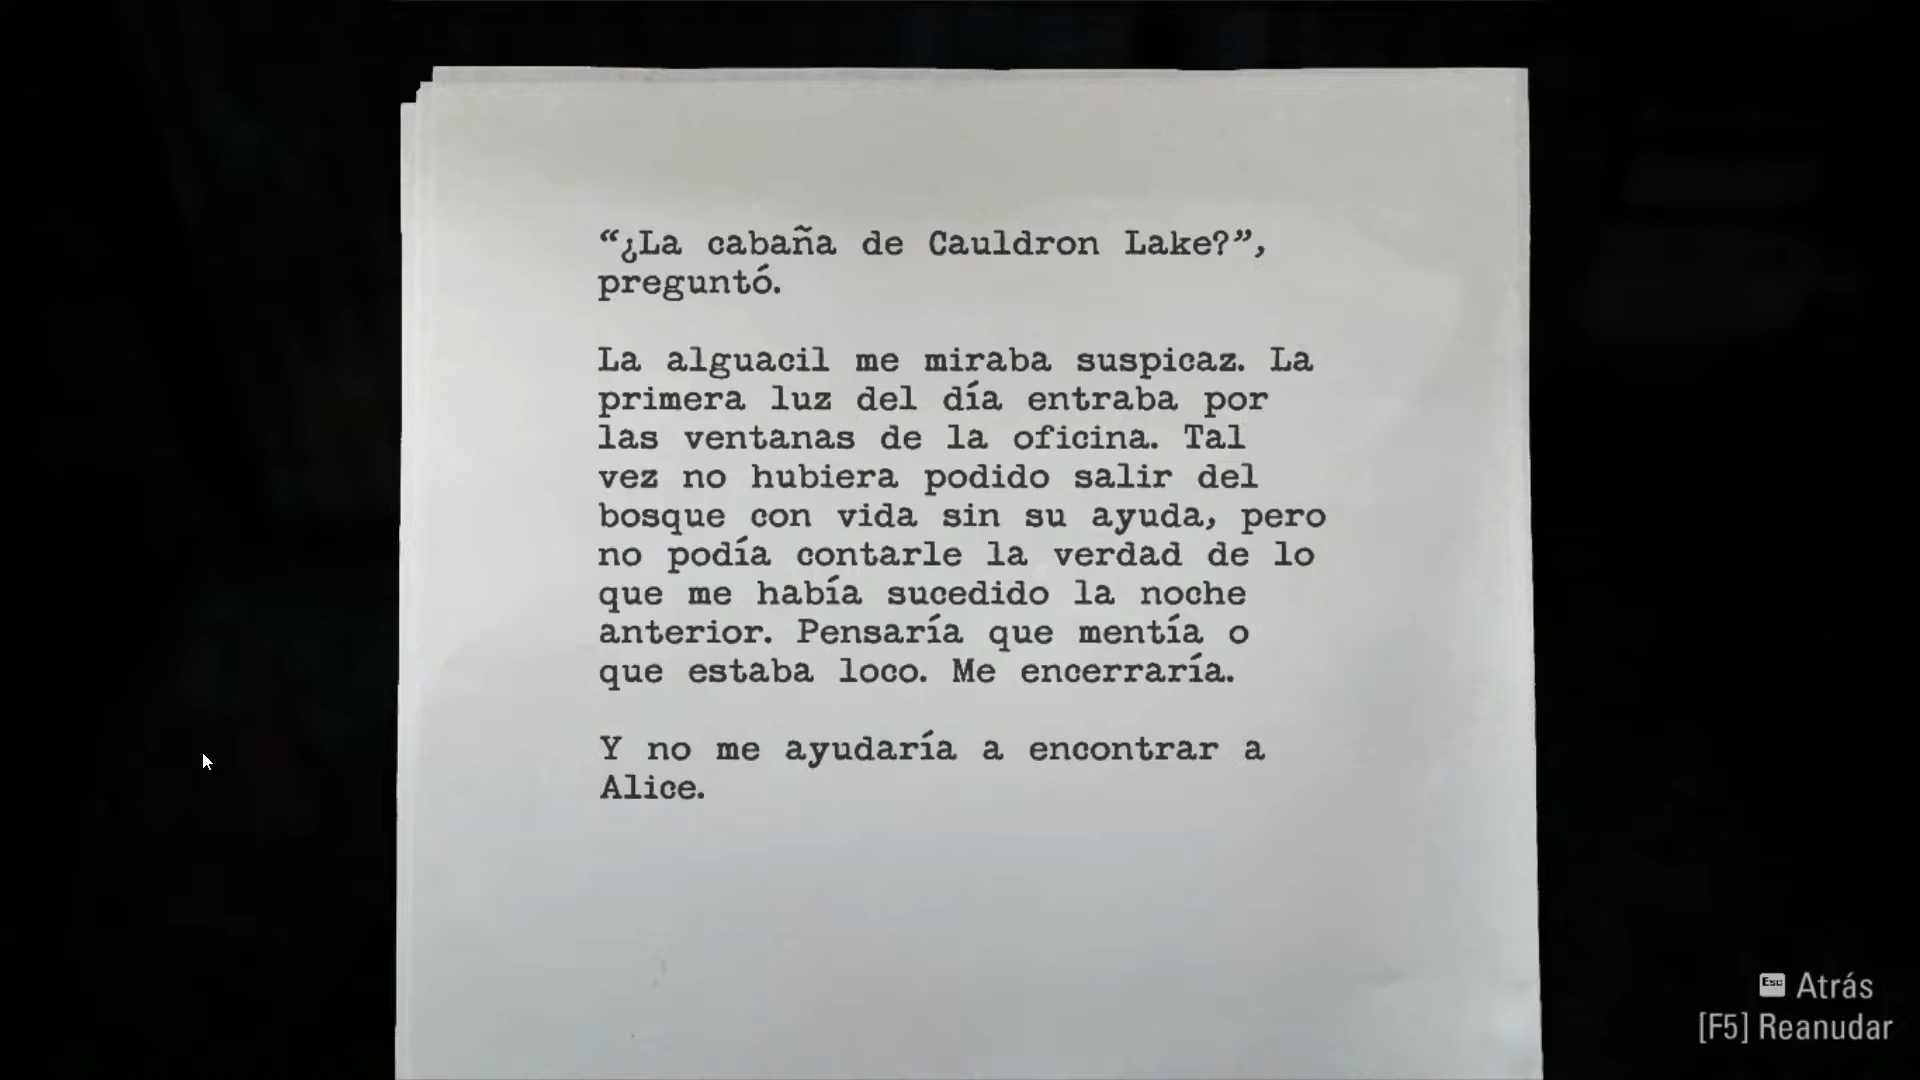 “¿La cabaña de Cauldron Lake?”,
preguntó.
La alguacil me miraba suspicaz. La
primera luz del día entraba por
las ventanas de la oficina. Tal
vez no hubiera podido salir del
bosque con vida sin su ayuda, pero
no podía contarle la verdad de lo
que me había sucedido la noche
anterior. Pensaría que mentía o
que estaba loco. Me encerraría.
Y no me ayudaría a encontrar a
Alice.
Esc Atrás
[F5] Reanudar